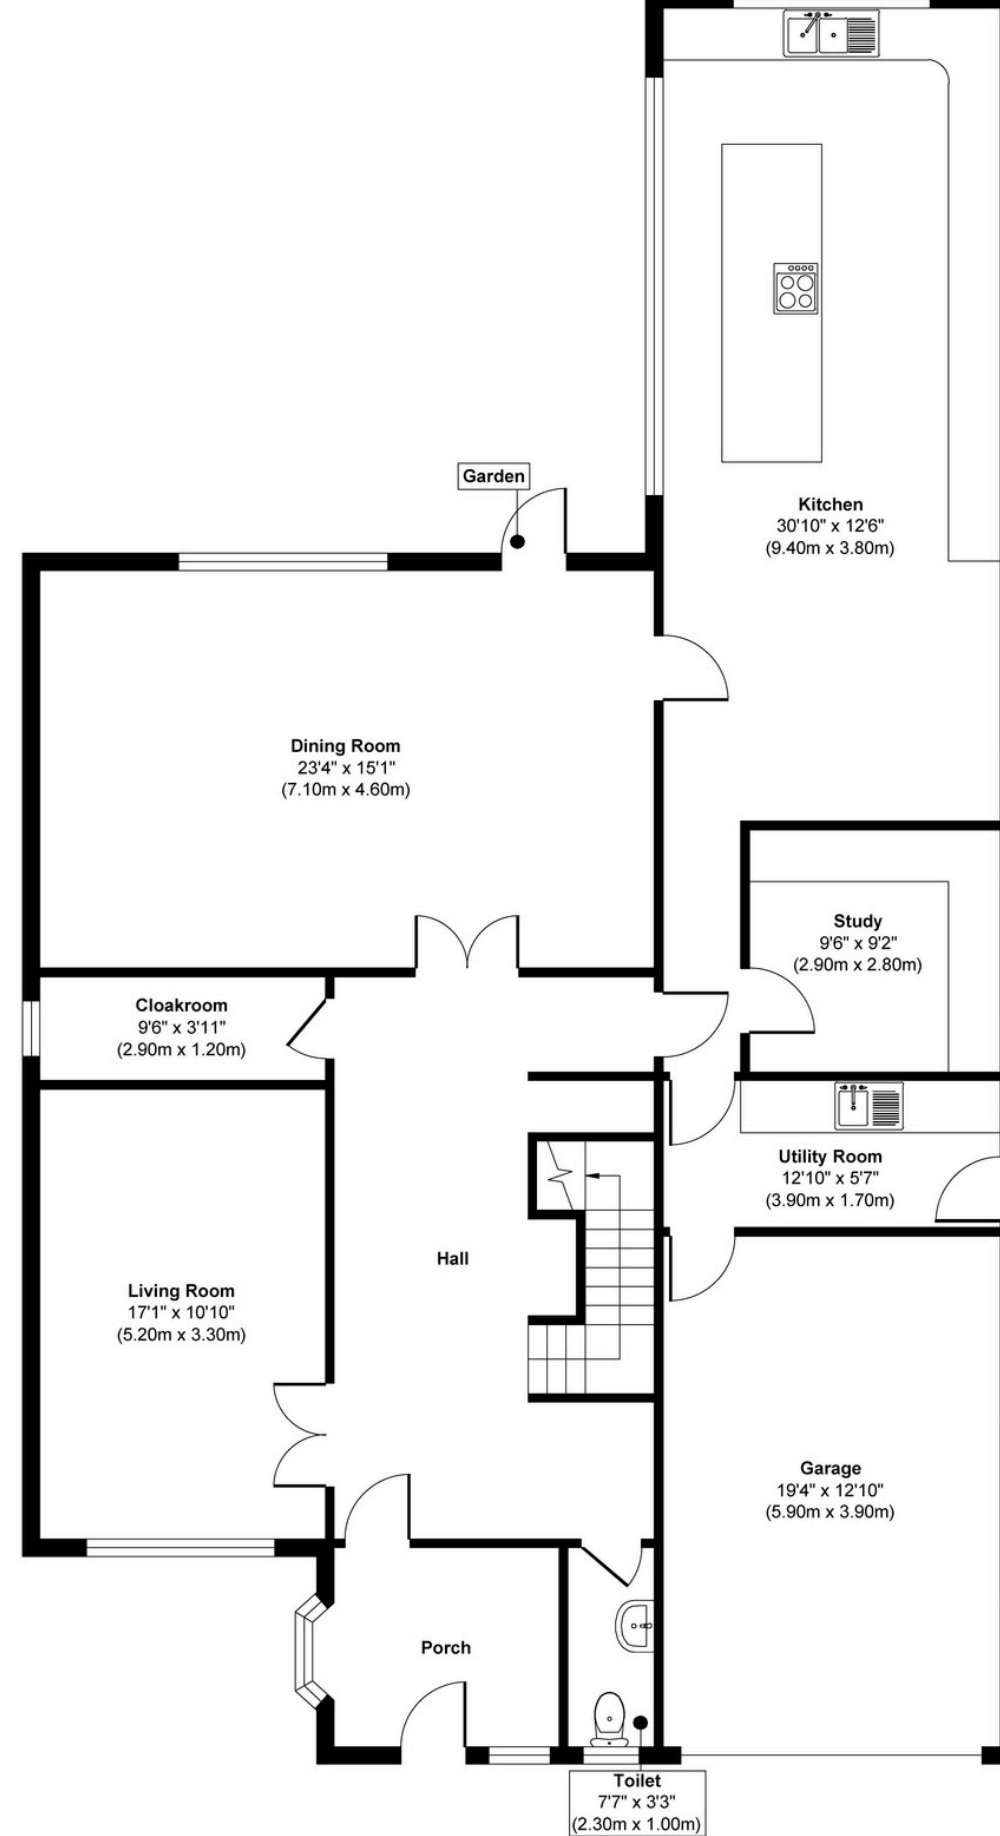 Garden
Kitchen
30'10" x 12'6"
(9.40m x 3.80m)
Dining Room
23'4" x 15'1"
(7.10m x 4.60m)
Study
9'6" x 9'2"
(2.90m x 2.80m)
Cloakroom
9'6" x 3'11"
(2.90m x 1.20m)
Utility Room
12'10" x 5'7"
(3.90m x 1.70m)
Hall
Living Room
17'1" x 10'10"
(5.20m x 3.30m)
Garage
19'4" x 12'10"
(5.90m x 3.90m)
Porch
Toilet
7'7" x 3'3"
(2.30m x 1.00m)